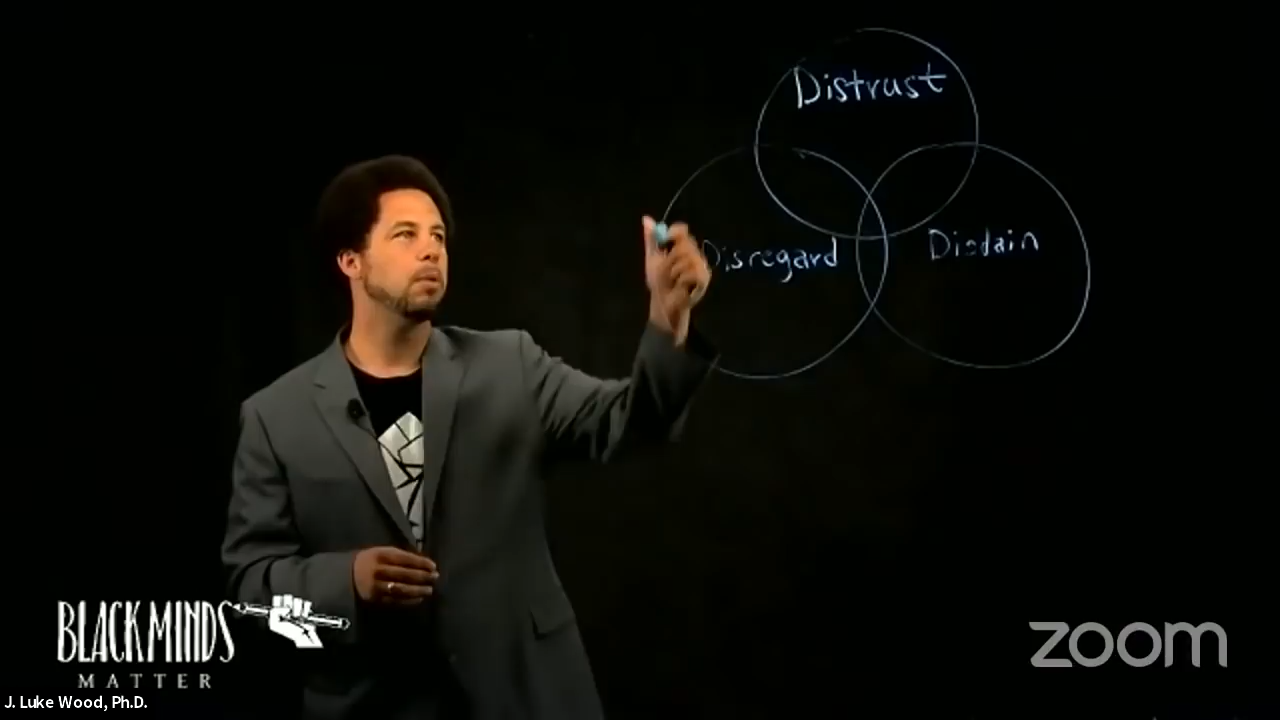 Distrust
Disregard
Disdain
BLACK MINDS
MATTER
zoom
J. Luke Wood, Ph.D.